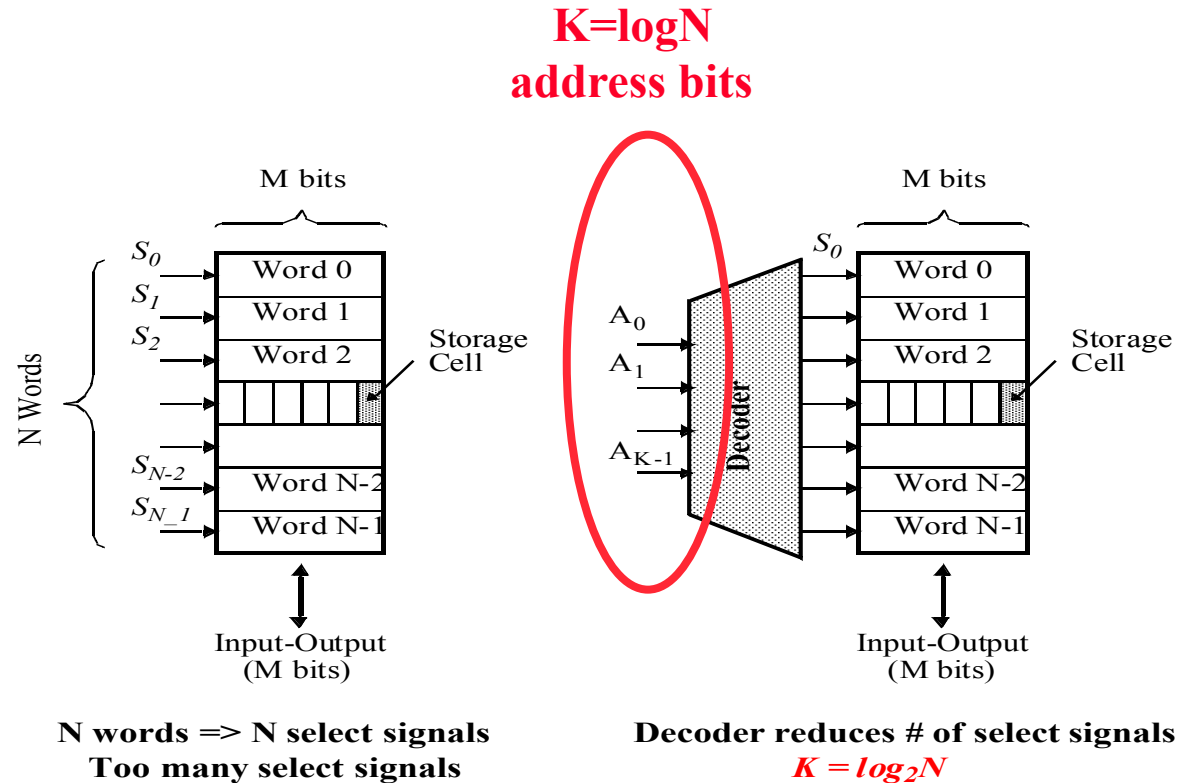 K=logN
address bits
M bits
S0
S1
S2
SN-2
SN_1
N Words
Word 0
Word 1
Word 2
Word N-2
Word N-1
Storage
Cell
Input-Output
(M bits)
N words => N select signals
Too many select signals
M bits
A0
A1
AK-1
Decoder
S0
Word 0
Word 1
Word 2
Word N-2
Word N-1
Storage
Cell
Input-Output
(M bits)
Decoder reduces # of select signals
K = log2N